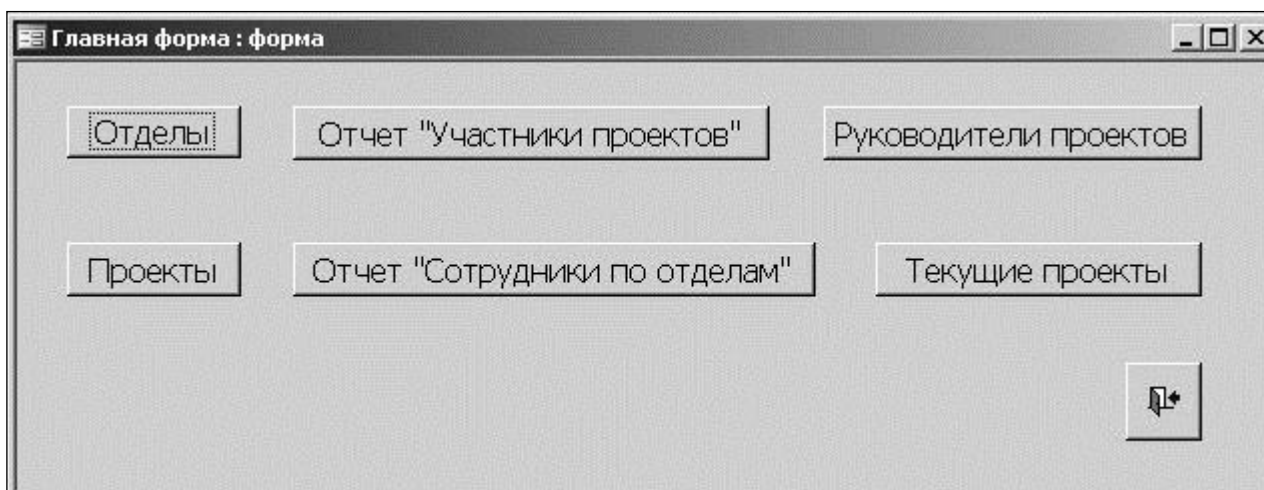 Главная форма : форма
Отделы
Отчет "Участники проектов"
Руководители проектов
Проекты
Отчет "Сотрудники по отделам"
Текущие проекты